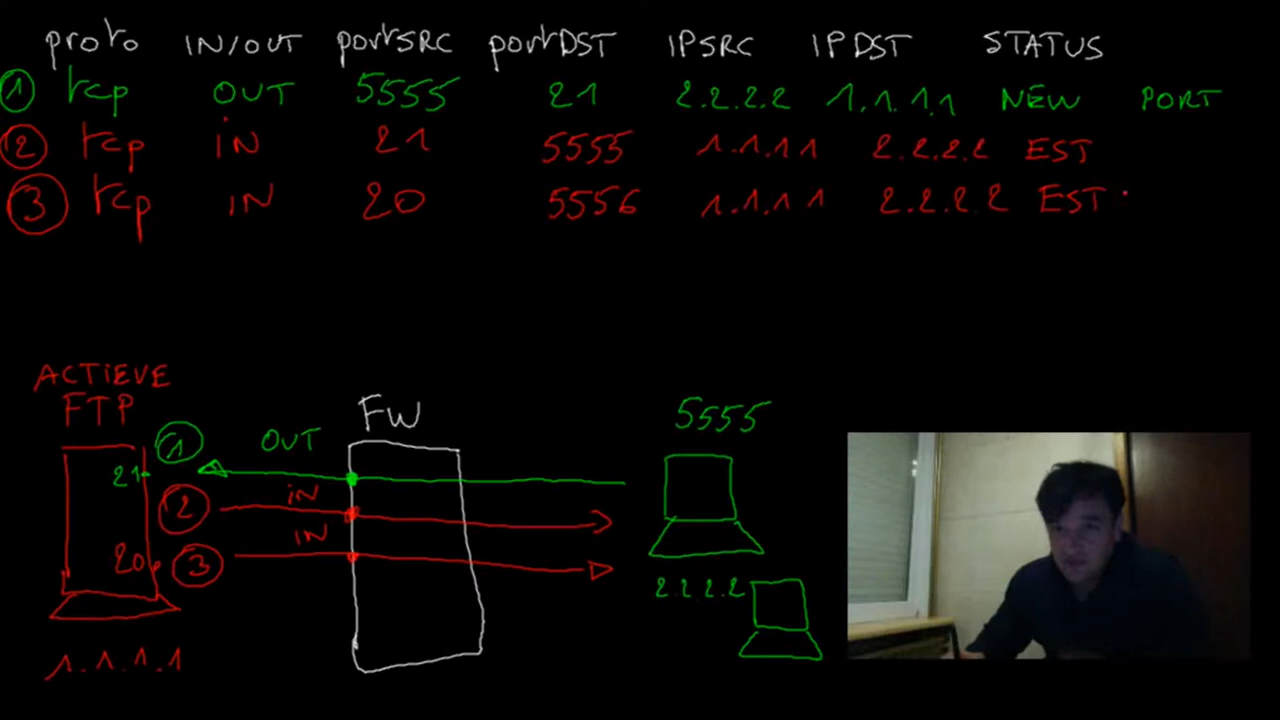 proto IN/OUT portSRC portDST IPSRC IPDST STATUS
1 tcp OUT 5555 21 2.2.2.2 1.1.1.1 NEW PORT
2 tcp iN 21 5555 1.1.1.1 2.2.2.2 EST
3 tcp IN 20 5556 1.1.1.1 2.2.2.2 EST
ACTiEVE
FTP
FW
5555
1 OUT
21
2 iN
IN
20 3
2.2.2.2
1.1.1.1